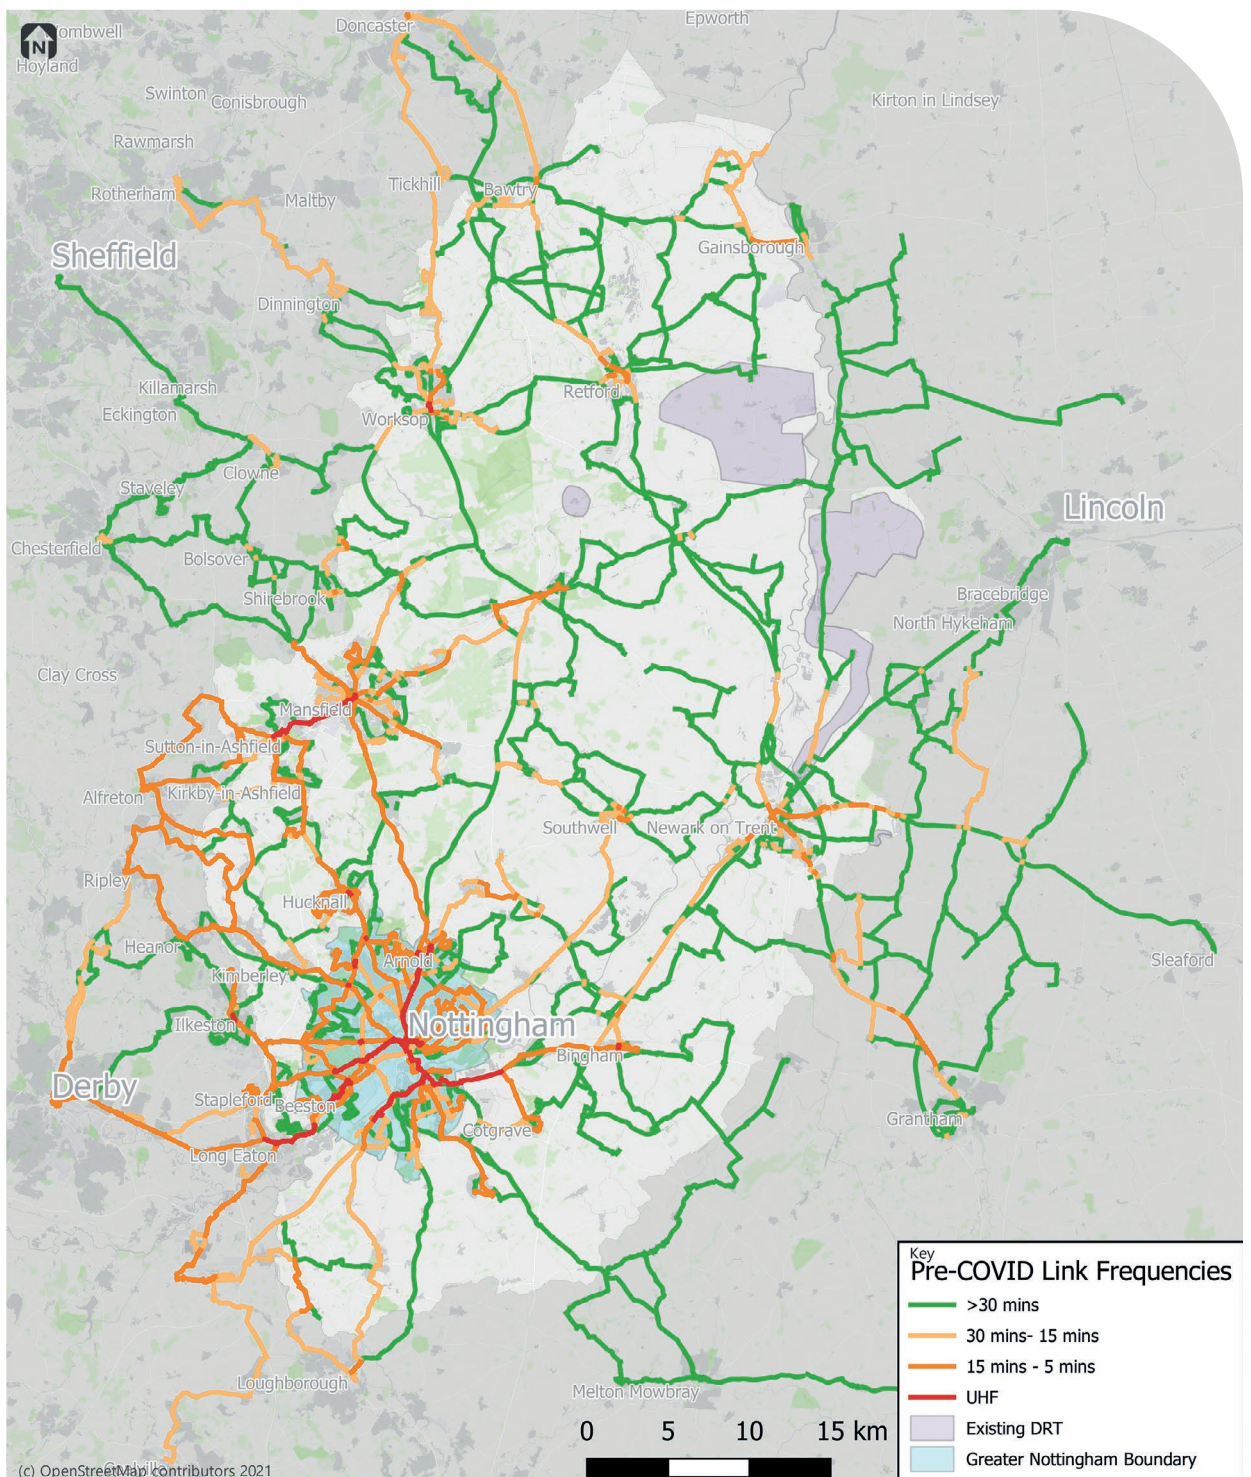 Doncaster
Epworth
N
Hoyland
Swinton
Conisbrough
Kirton in Lindsey
Rawmarsh
Rotherham
Maltby
Tickhill
Bawtry
Sheffield
Gainsborough
Dinnington
Killamarsh
Eckington
Worksop
Retford
Clowne
Staveley
Lincoln
Chesterfield
Bolsover
Shirebrook
Bracebridge
North Hykeham
Clay Cross
Mansfield
Sutton-in-Ashfield
Alfreton
Kirkby-in-Ashfield
Southwell
Newark on Trent
Ripley
Hucknall
Heanor
Kimberley
Arnold
Sleaford
Ilkeston
Nottingham
Bingham
Derby
Stapleford
Beeston
Cotgrave
Grantham
Long Eaton
Loughborough
Melton Mowbray
Key
Pre-COVID Link Frequencies
>30 mins
30 mins- 15 mins
15 mins - 5 mins
UHF
Existing DRT
Greater Nottingham Boundary
0 5 10 15 km
(c) OpenStreetMap contributors 2021